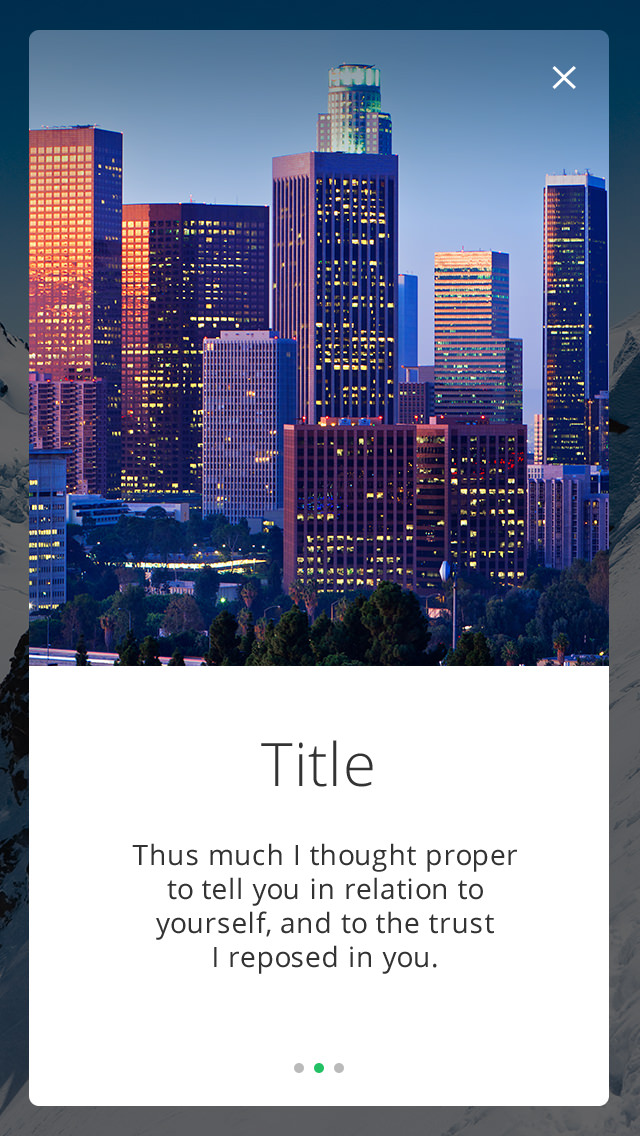 Title
Thus much I thought proper
to tell you in relation to
yourself, and to the trust
I reposed in you.